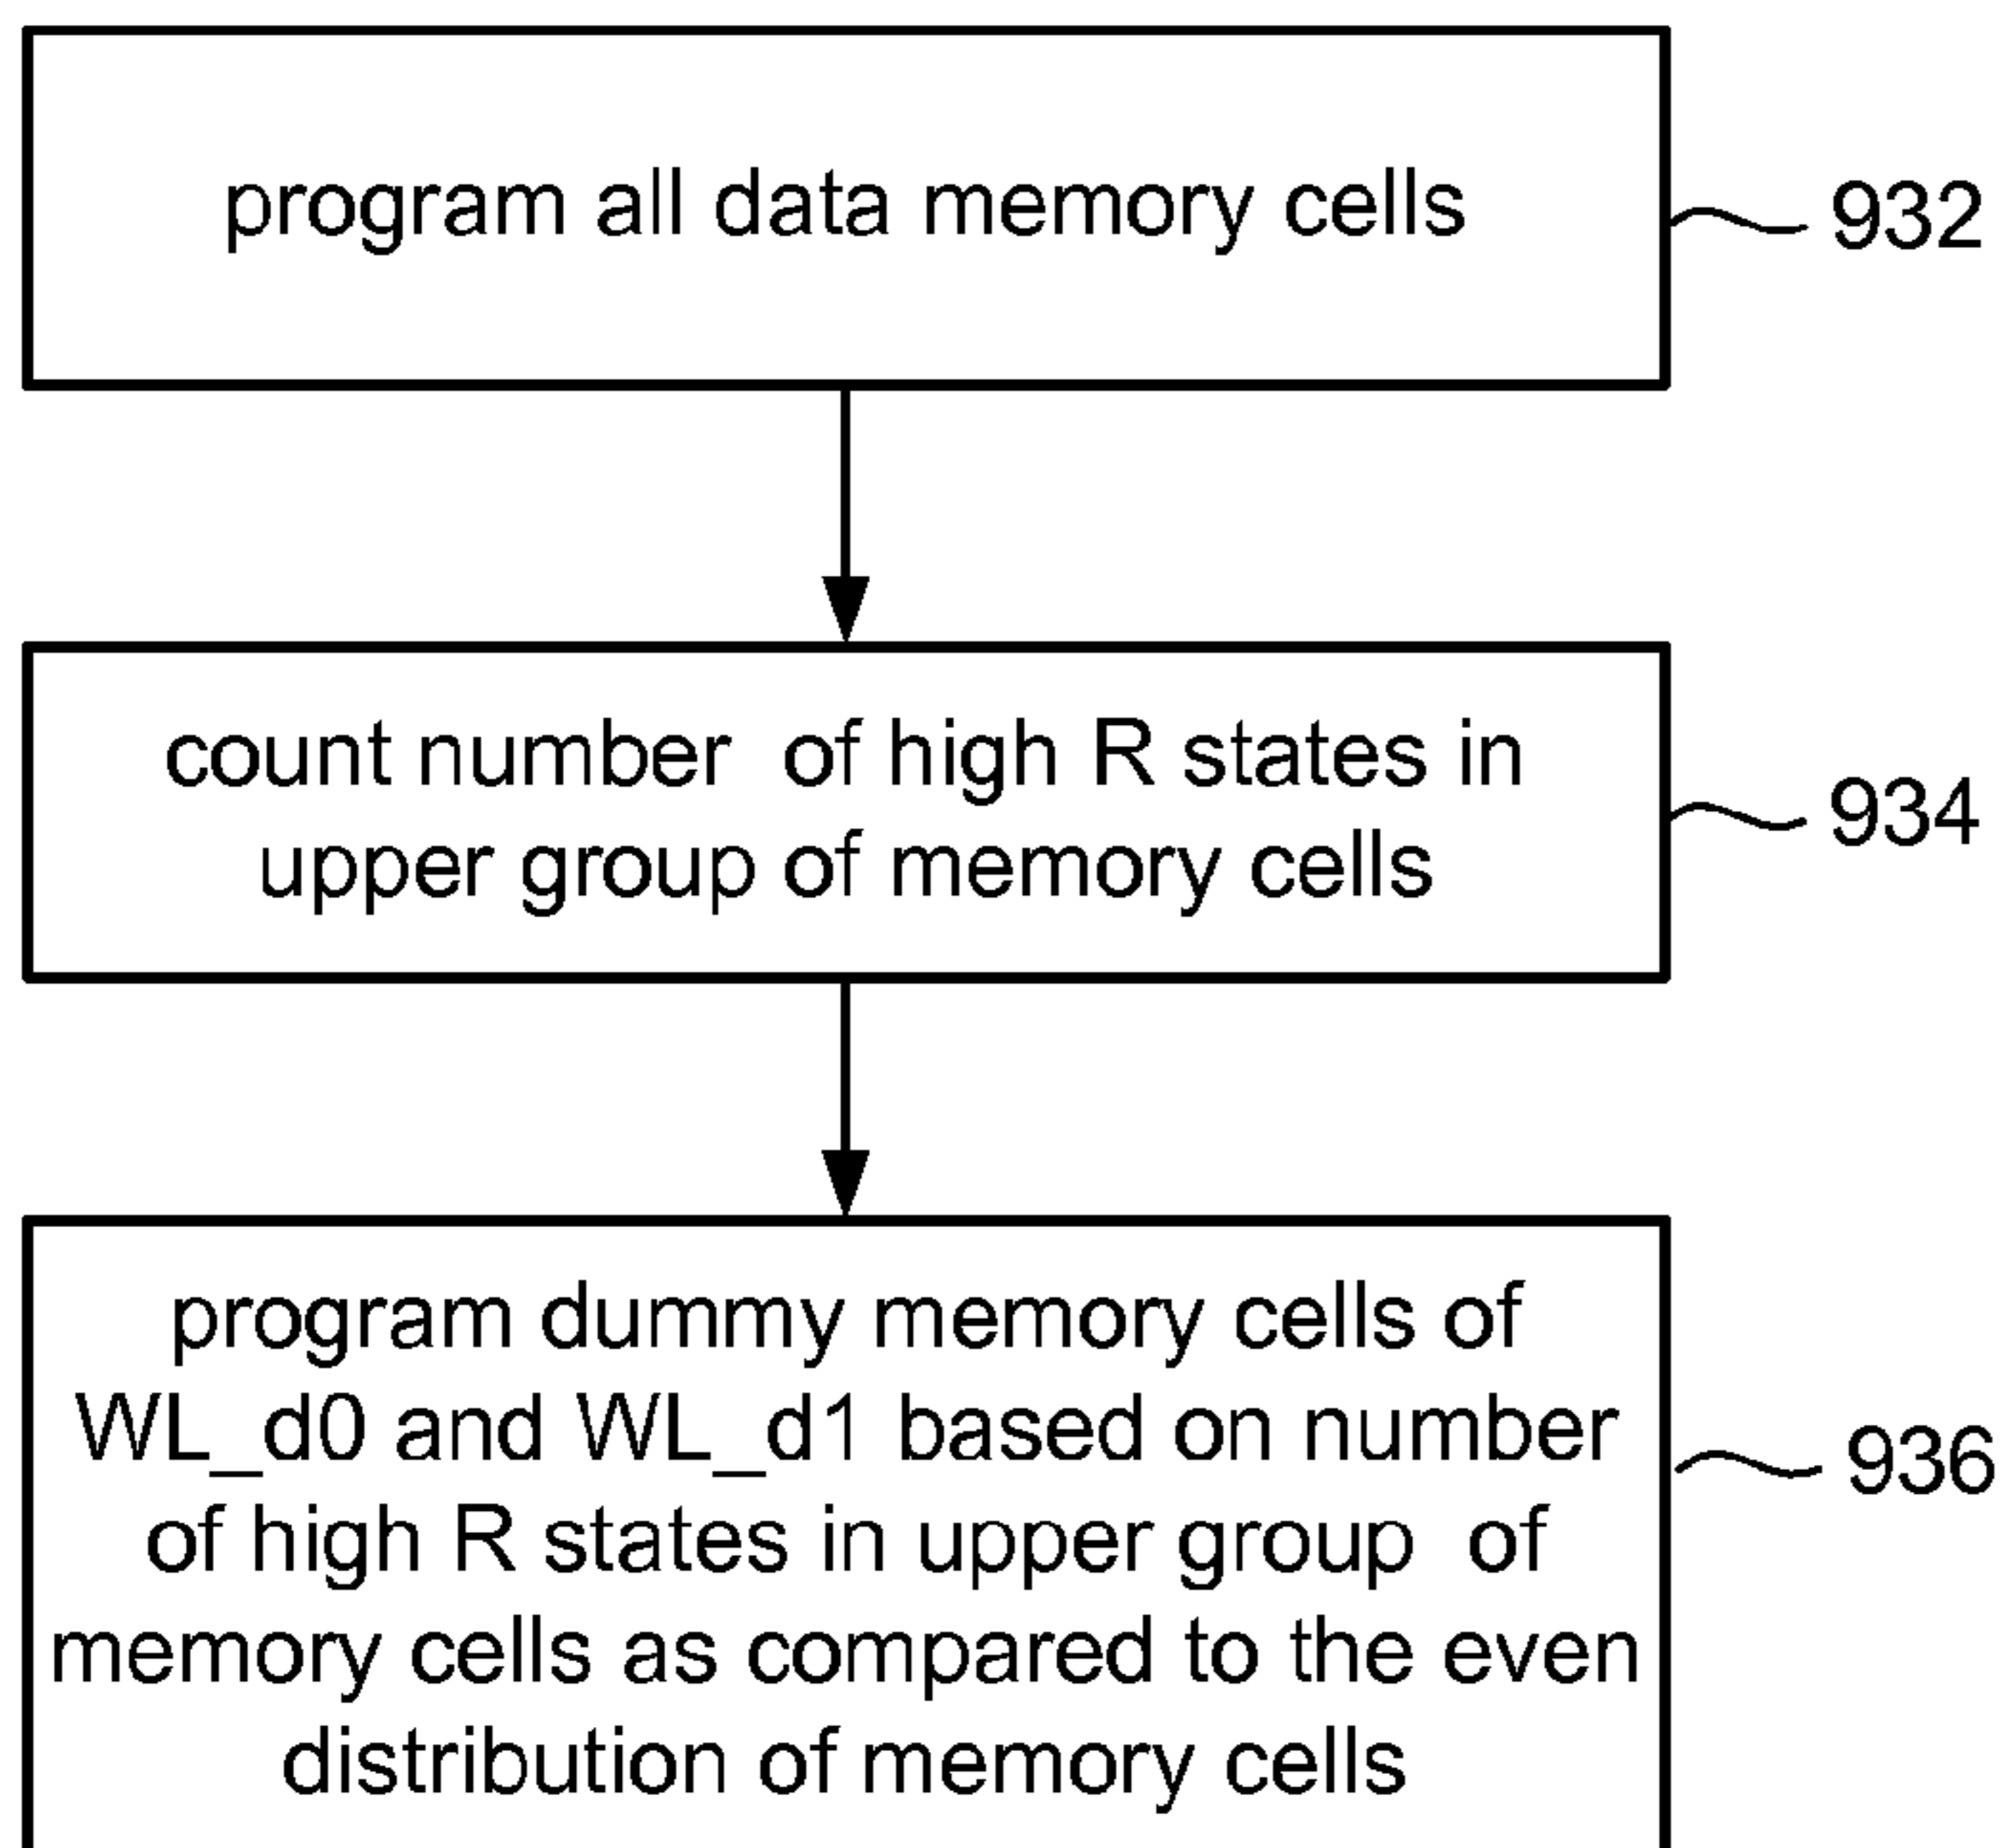 program all data memory cells
932
count number of high R states in
upper group of memory cells
934
program dummy memory cells of
WL_d0 and WL_d1 based on number
of high R states in upper group of
memory cells as compared to the even
distribution of memory cells
936